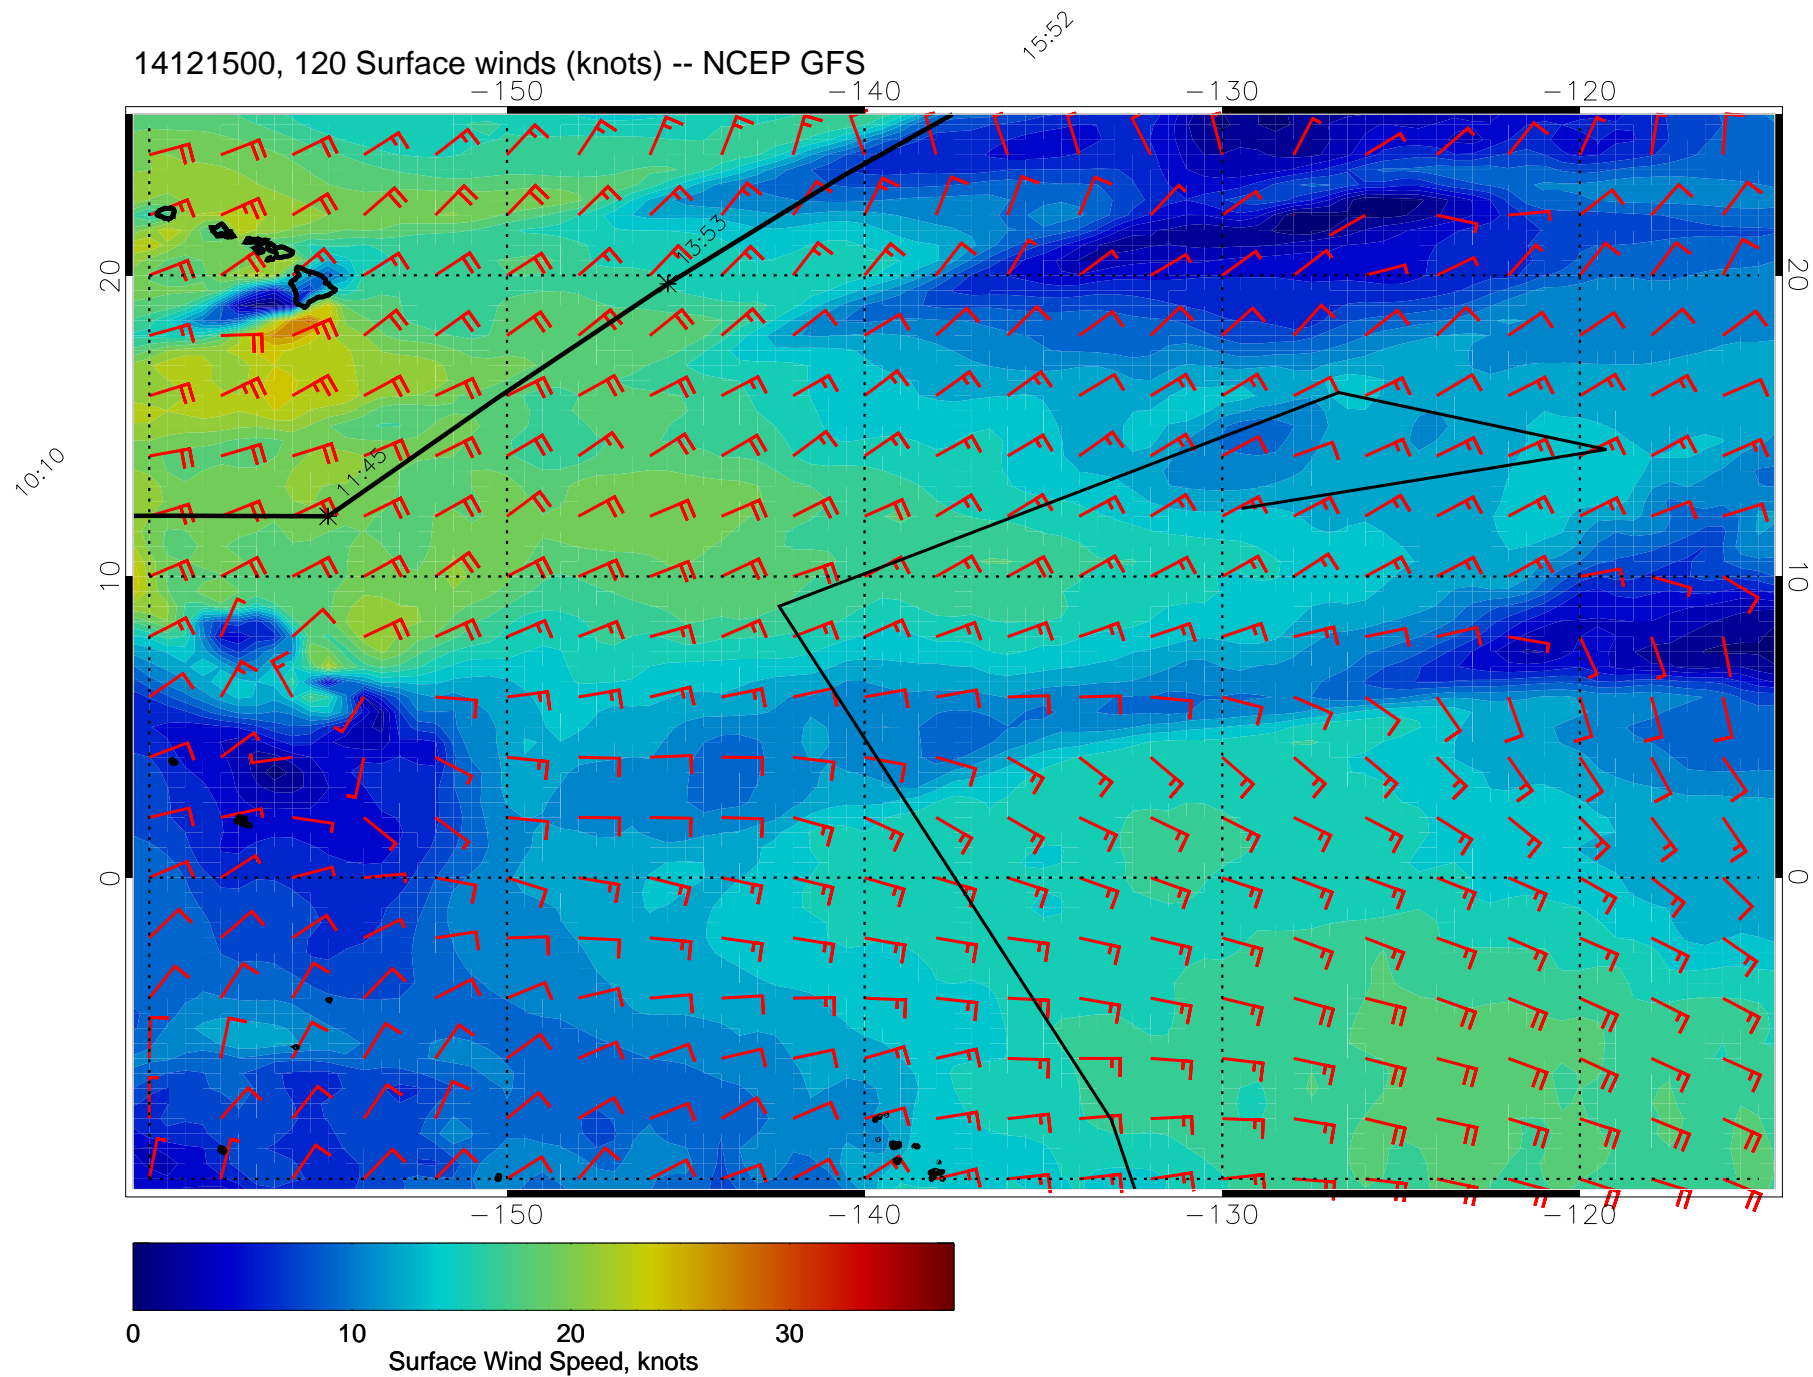 15:52
14121500, 120 Surface winds (knots) -- NCEP GFS
-150 -140 -130 -120
13:53
20 20
11:45
10:10
10 10
0 0
-150 -140 -130 -120
0 10 20 30
Surface Wind Speed, knots